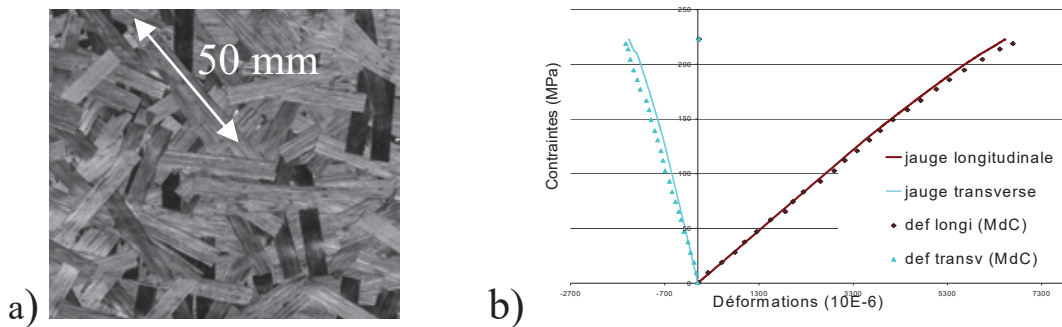 50 mm
a)
Contraintes (MPa)
250
200
150
100
50
0
-2700
-700
1300
3300
5300
7300
Déformations (10E-6)
jauge longitudinale
jauge transverse
def longi (MdC)
def transv (MdC)
b)